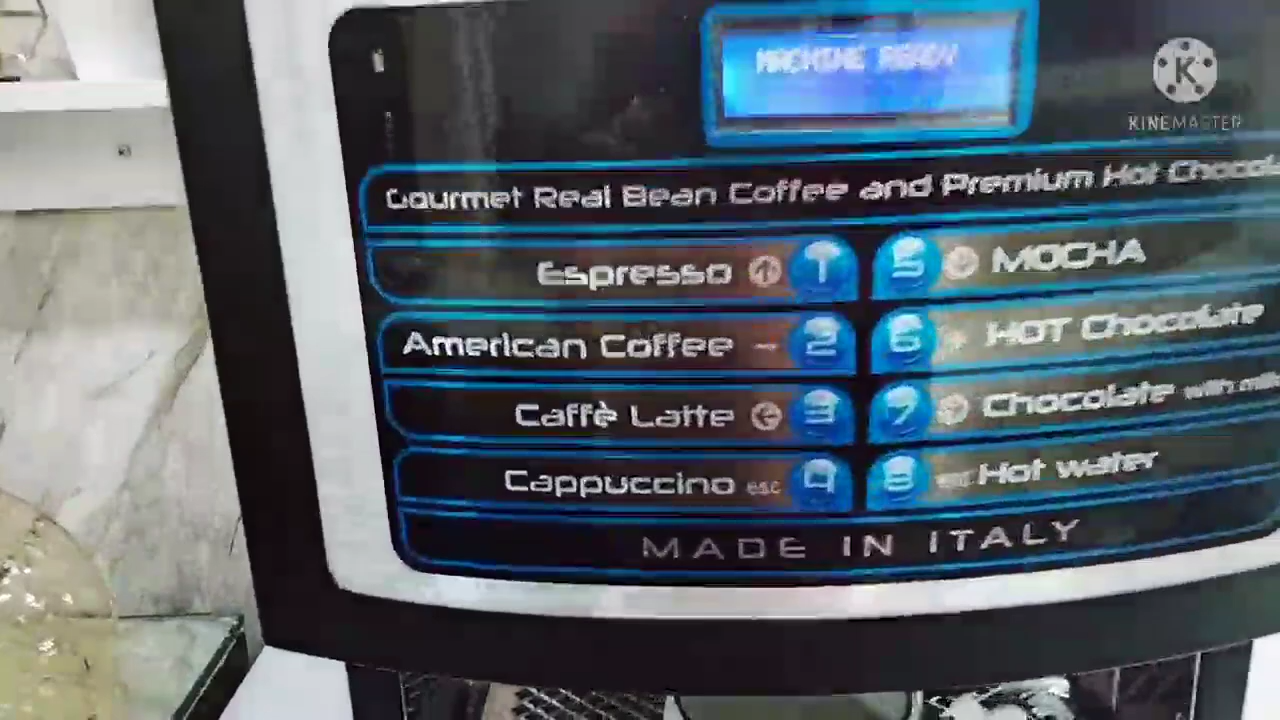 MACHINE READY
KINEMASTER
Gourmet Real Bean Coffee and Premium Hot
Espresso 1
5 MOCHA
American Coffee 2
6 HOT Chocolate
Caffè Latte 3
7 Chocolate with
Cappuccino esc 4
8 Hot water
MADE IN ITALY